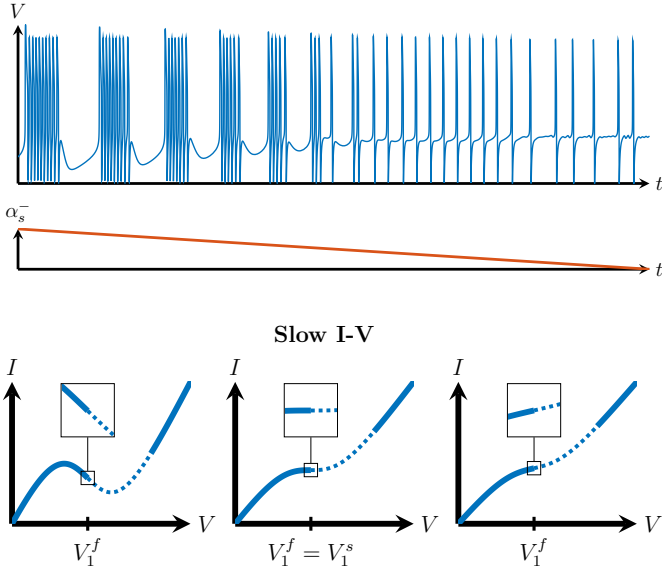 V
t
α_s^-
t
Slow I-V
I I I
V V V
V_1^f V_1^f = V_1^s V_1^f